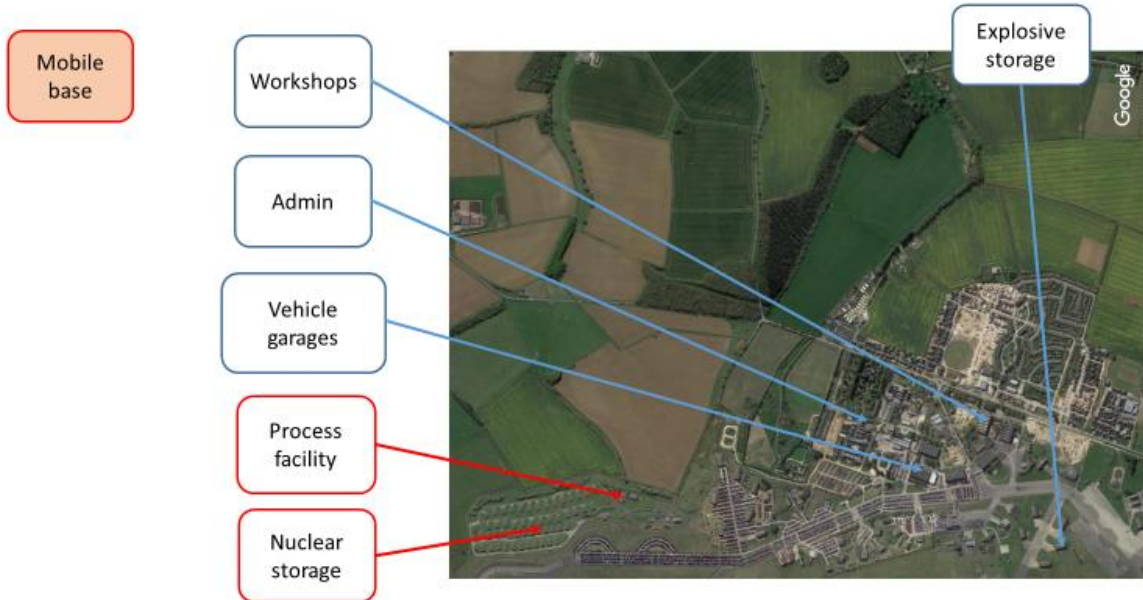 Mobile
base
Workshops
Explosive
storage
Google
Admin
Vehicle
garages
Process
facility
Nuclear
storage